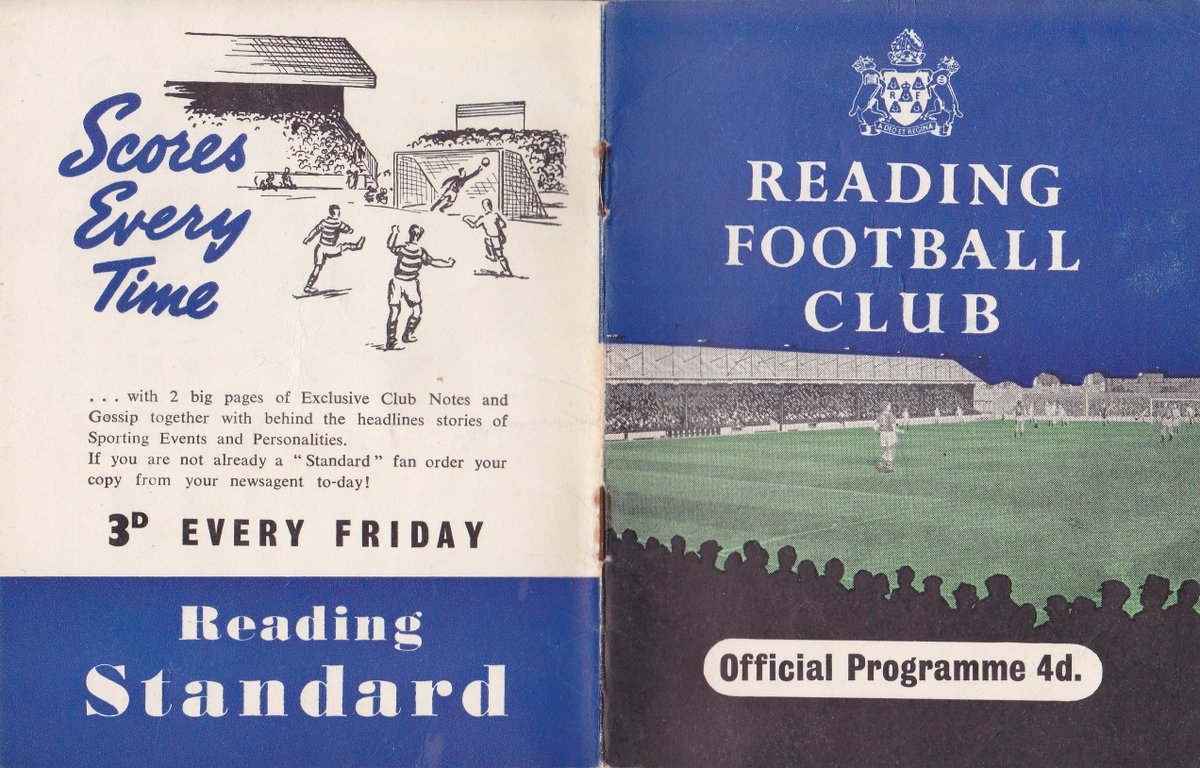 Scores
Every
Time
. . . with 2 big pages of Exclusive Club Notes and
Gossip together with behind the headlines stories of
Sporting Events and Personalities.
If you are not already a “Standard” fan order your
copy from your newsagent to-day!
3D EVERY FRIDAY
Reading
Standard
R E
DEO ET REGINA
READING
FOOTBALL
CLUB
Official Programme 4d.